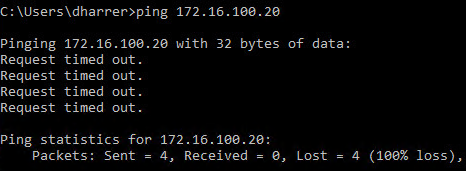 C:\Users\dharrer>ping 172.16.100.20
Pinging 172.16.100.20 with 32 bytes of data:
Request timed out.
Request timed out.
Request timed out.
Request timed out.
Ping statistics for 172.16.100.20:
    Packets: Sent = 4, Received = 0, Lost = 4 (100% loss),